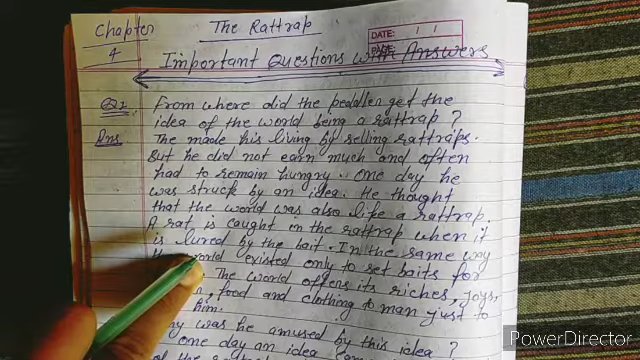 Chapter
4
The Rattrap
DATE: / /
PAGE:
Important Questions with Answers
Q1. From where did the peddler get the
idea of the world being a rattrap ?
Ans The made his living by selling rattraps.
But he did not earn much and often
had to remain hungry. One day he
was struck by an idea. He thought
that the world was also like a rattrap.
A rat is caught in the rattrap when it
is lured by the bait. In the same way
the world existed only to set baits for
The world offers its riches, joys,
food and clothing to man just to
him.
was he amused by this idea ?
one day an idea
of the
PowerDirector